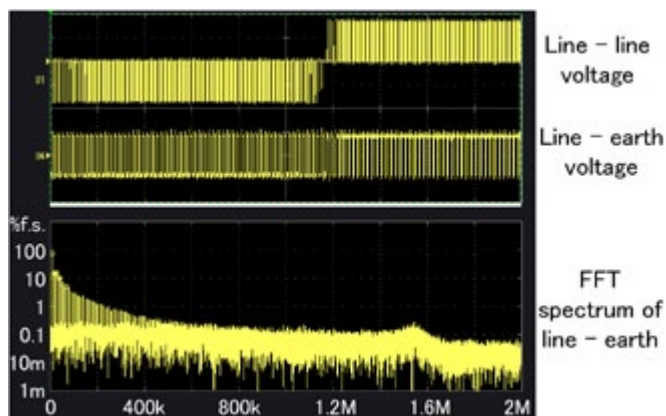 Line – line
voltage
Line – earth
voltage
%f.s.
100
10
1
0.1
10m
1m
0 400k 800k 1.2M 1.6M 2M
FFT
spectrum of
line – earth